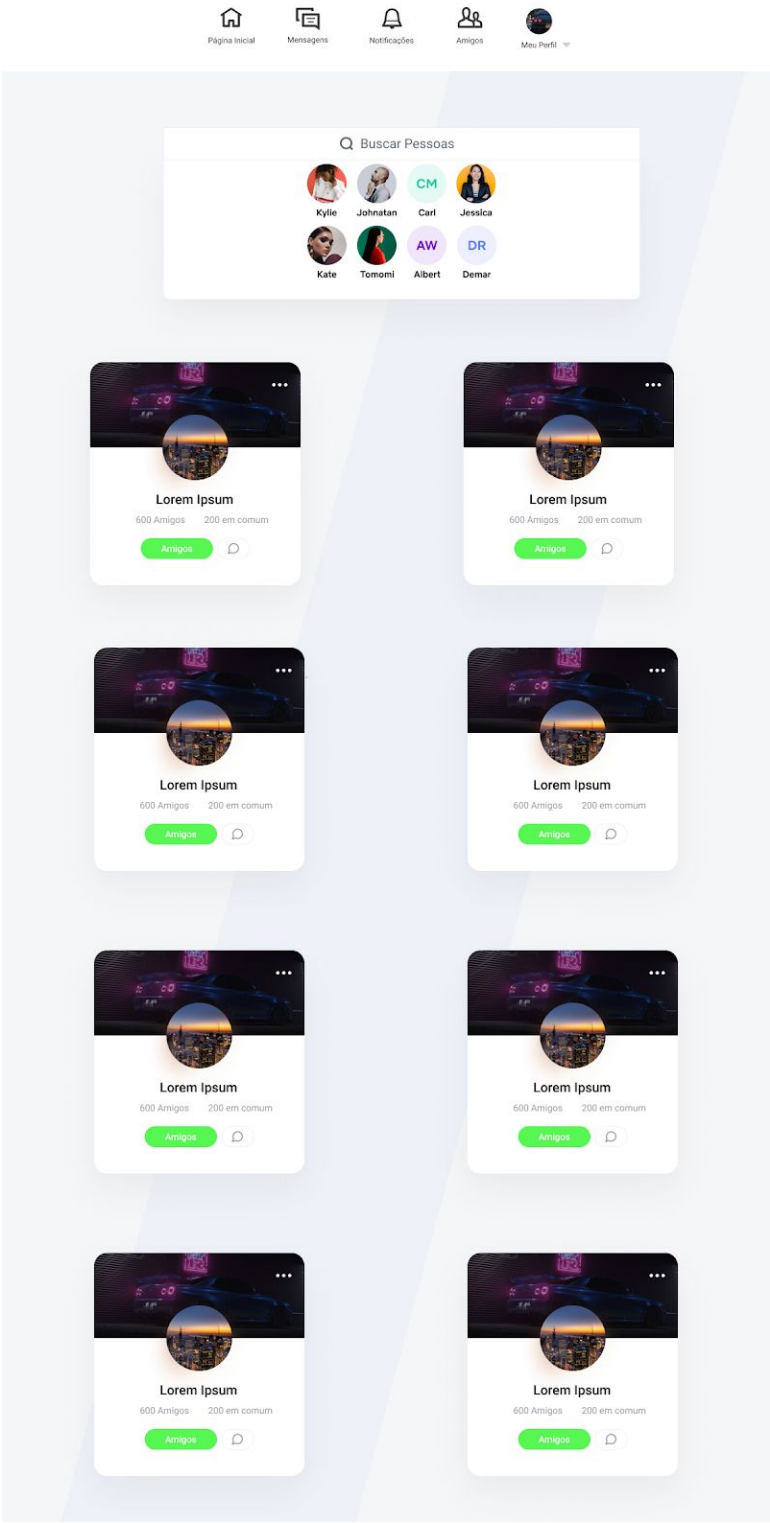 Página Inicial Mensagens Notificações Amigos Meu Perfil
Buscar Pessoas
CM
Kylie Johnatan Carl Jessica
AW DR
Kate Tomomi Albert Demar
Lorem Ipsum
600 Amigos 200 em comum
Amigos
Lorem Ipsum
600 Amigos 200 em comum
Amigos
Lorem Ipsum
600 Amigos 200 em comum
Amigos
Lorem Ipsum
600 Amigos 200 em comum
Amigos
Lorem Ipsum
600 Amigos 200 em comum
Amigos
Lorem Ipsum
600 Amigos 200 em comum
Amigos
Lorem Ipsum
600 Amigos 200 em comum
Amigos
Lorem Ipsum
600 Amigos 200 em comum
Amigos